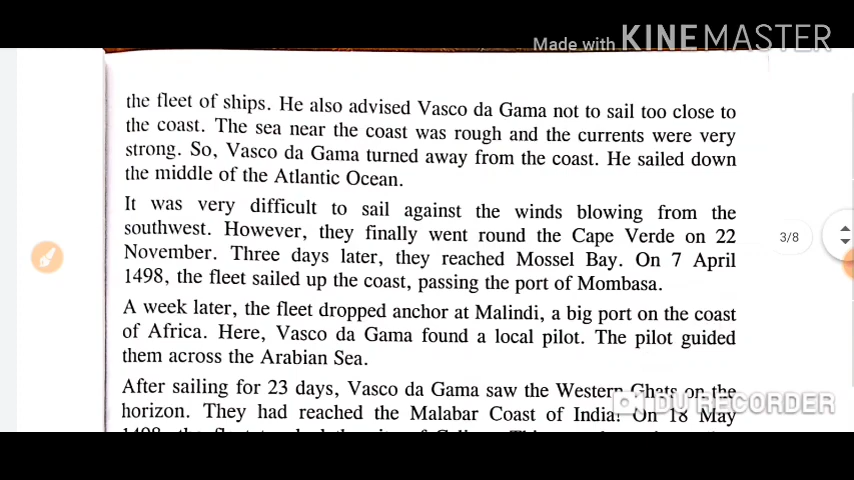 Made with KINEMASTER
the fleet of ships. He also advised Vasco da Gama not to sail too close to
the coast. The sea near the coast was rough and the currents were very
strong. So, Vasco da Gama turned away from the coast. He sailed down
the middle of the Atlantic Ocean.
It was very difficult to sail against the winds blowing from the
southwest. However, they finally went round the Cape Verde on 22
November. Three days later, they reached Mossel Bay. On 7 April
1498, the fleet sailed up the coast, passing the port of Mombasa.
3/8
A week later, the fleet dropped anchor at Malindi, a big port on the coast
of Africa. Here, Vasco da Gama found a local pilot. The pilot guided
them across the Arabian Sea.
After sailing for 23 days, Vasco da Gama saw the Western Ghats on the
horizon. They had reached the Malabar Coast of India! On 18 May
DU RECORDER
1498, the fleet